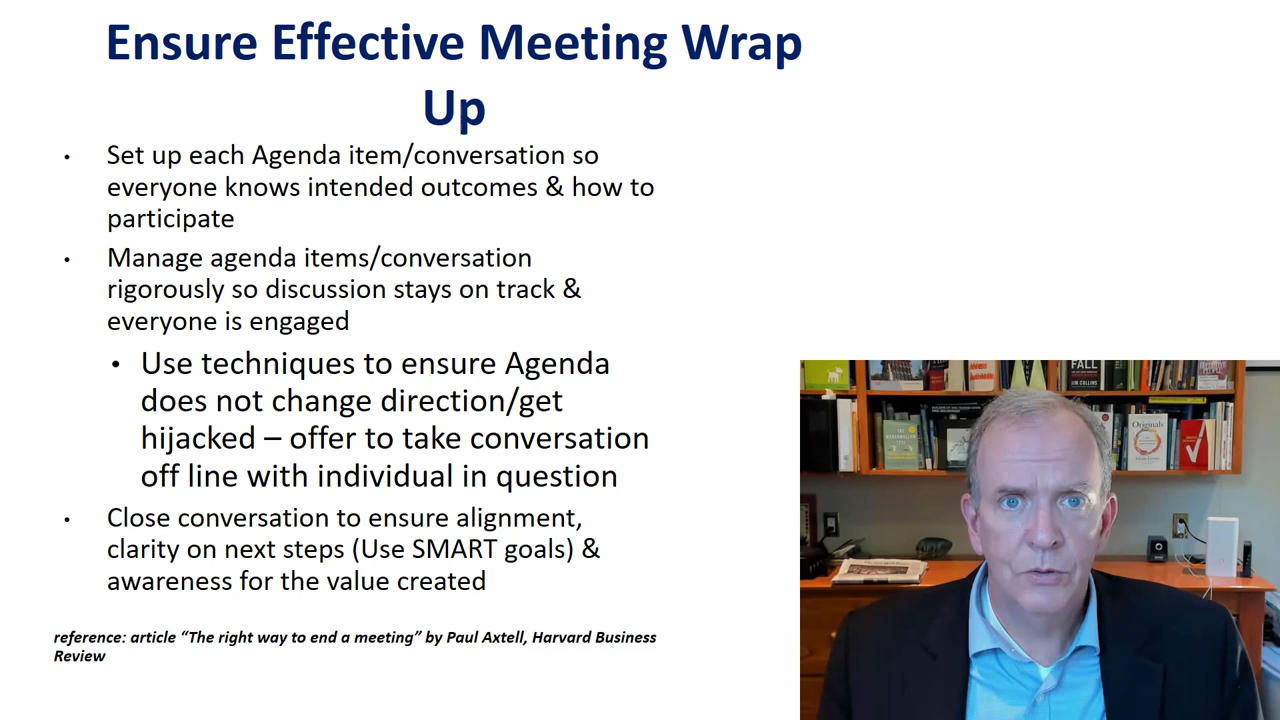 Ensure Effective Meeting Wrap
Up
• Set up each Agenda item/conversation so
everyone knows intended outcomes & how to
participate
• Manage agenda items/conversation
rigorously so discussion stays on track &
everyone is engaged
• Use techniques to ensure Agenda
does not change direction/get
hijacked – offer to take conversation
off line with individual in question
• Close conversation to ensure alignment,
clarity on next steps (Use SMART goals) &
awareness for the value created
reference: article “The right way to end a meeting” by Paul Axtell, Harvard Business
Review
FALL
JIM COLLINS
Originals